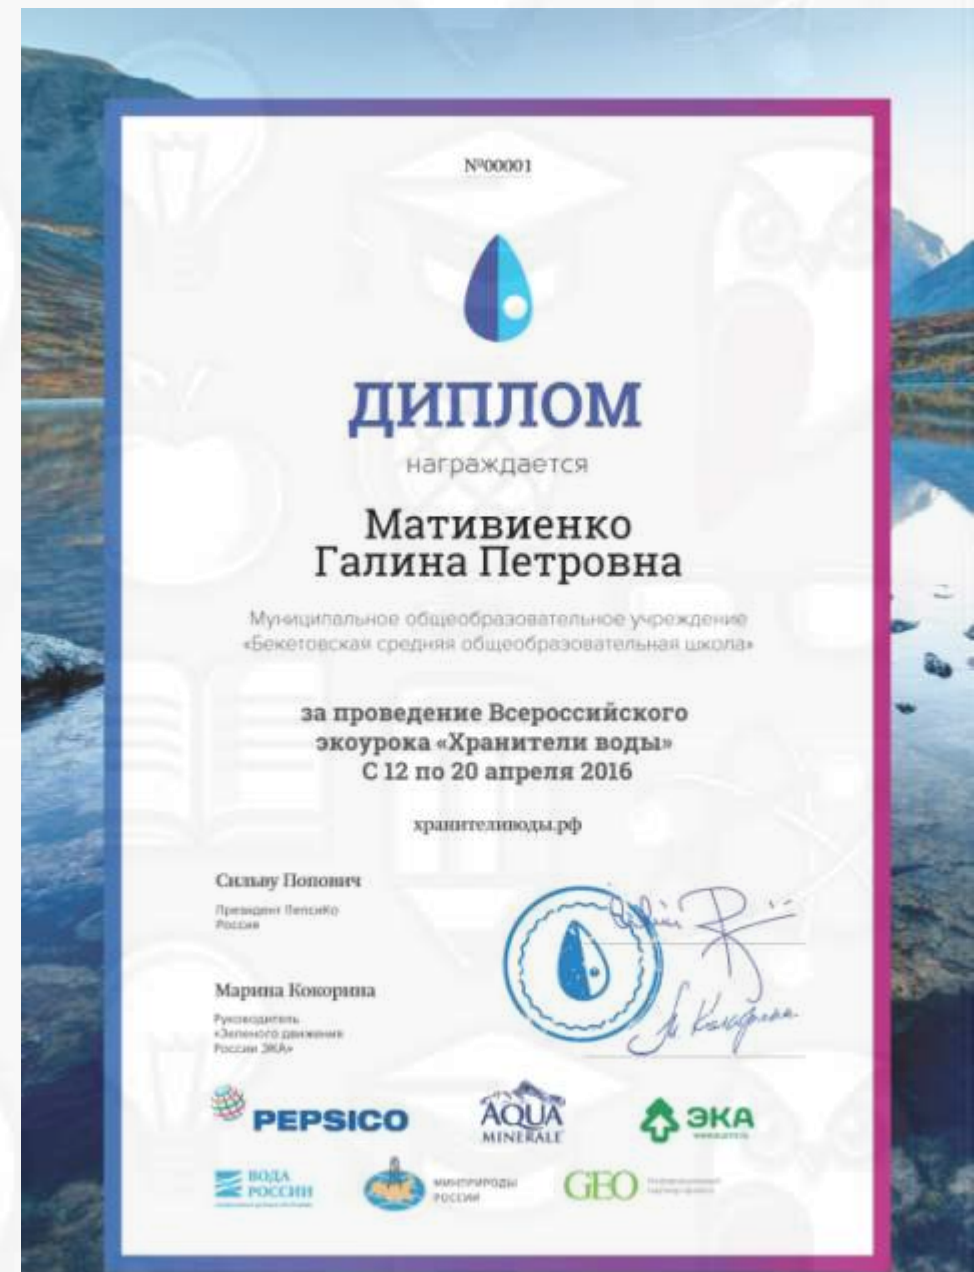 №00001
ДИПЛОМ
награждается
Мативиенко
Галина Петровна
Муниципальное общеобразовательное учреждение
«Бекетовская средняя общеобразовательная школа»
за проведение Всероссийского
экоурока «Хранители воды»
С 12 по 20 апреля 2016
хранителиводы.рф
Сильву Попович
Президент ПепсиКо
Россия
Марина Кокорина
Руководитель
«Зеленого движения
России ЭКА»
PEPSICO
AQUA
MINERALE
ЭКА
ВОДА
РОССИИ
МИНПРИРОДЫ
РОССИИ
GEO